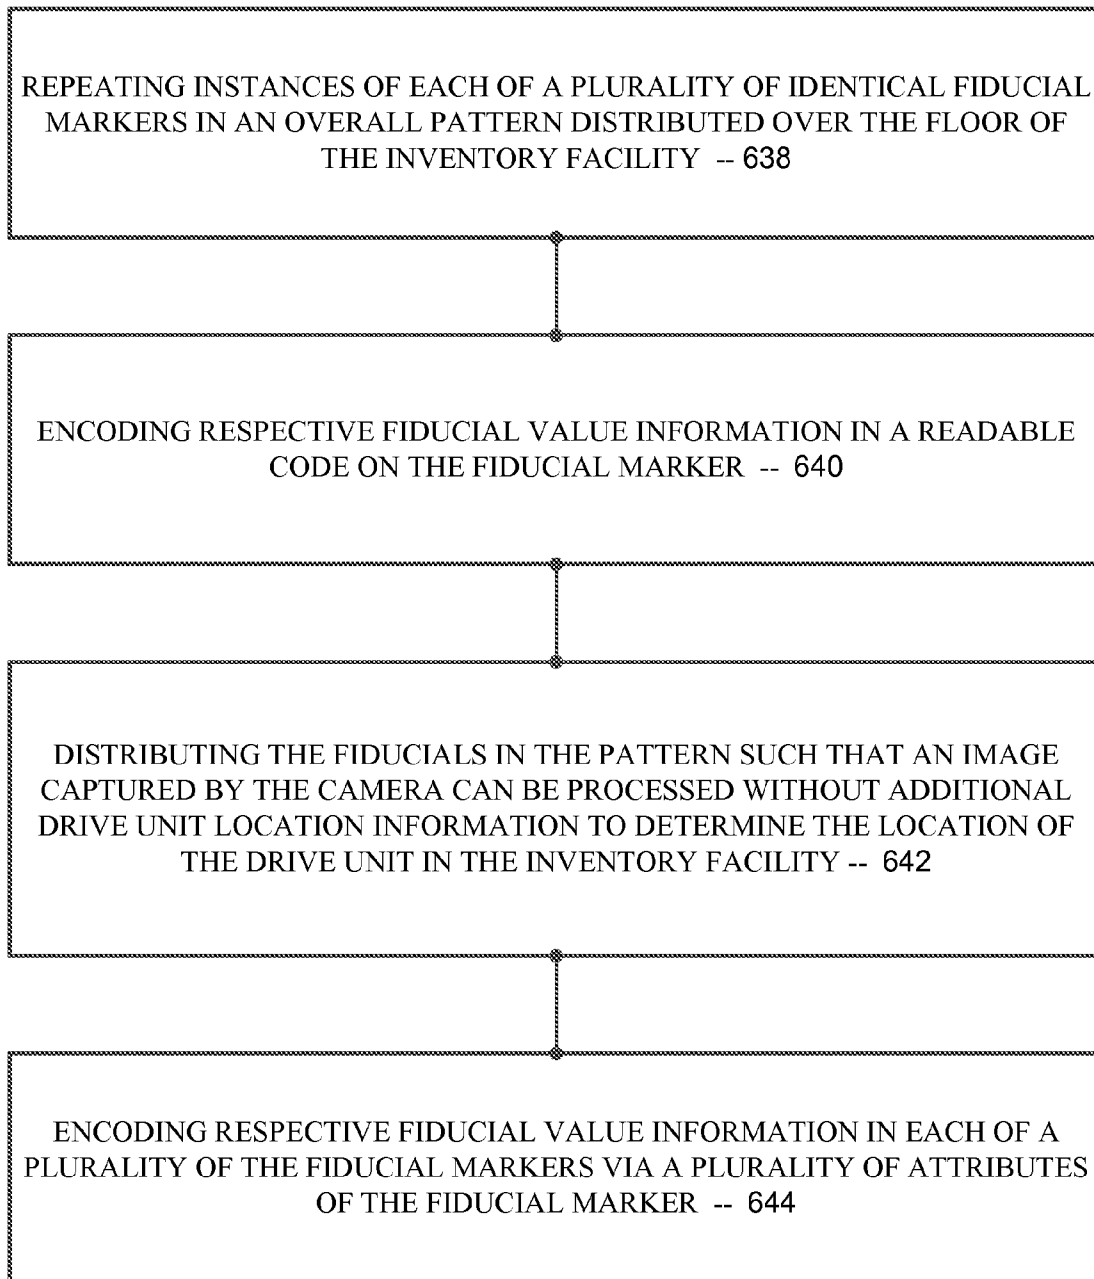 REPEATING INSTANCES OF EACH OF A PLURALITY OF IDENTICAL FIDUCIAL
MARKERS IN AN OVERALL PATTERN DISTRIBUTED OVER THE FLOOR OF
THE INVENTORY FACILITY -- 638
ENCODING RESPECTIVE FIDUCIAL VALUE INFORMATION IN A READABLE
CODE ON THE FIDUCIAL MARKER -- 640
DISTRIBUTING THE FIDUCIALS IN THE PATTERN SUCH THAT AN IMAGE
CAPTURED BY THE CAMERA CAN BE PROCESSED WITHOUT ADDITIONAL
DRIVE UNIT LOCATION INFORMATION TO DETERMINE THE LOCATION OF
THE DRIVE UNIT IN THE INVENTORY FACILITY -- 642
ENCODING RESPECTIVE FIDUCIAL VALUE INFORMATION IN EACH OF A
PLURALITY OF THE FIDUCIAL MARKERS VIA A PLURALITY OF ATTRIBUTES
OF THE FIDUCIAL MARKER -- 644